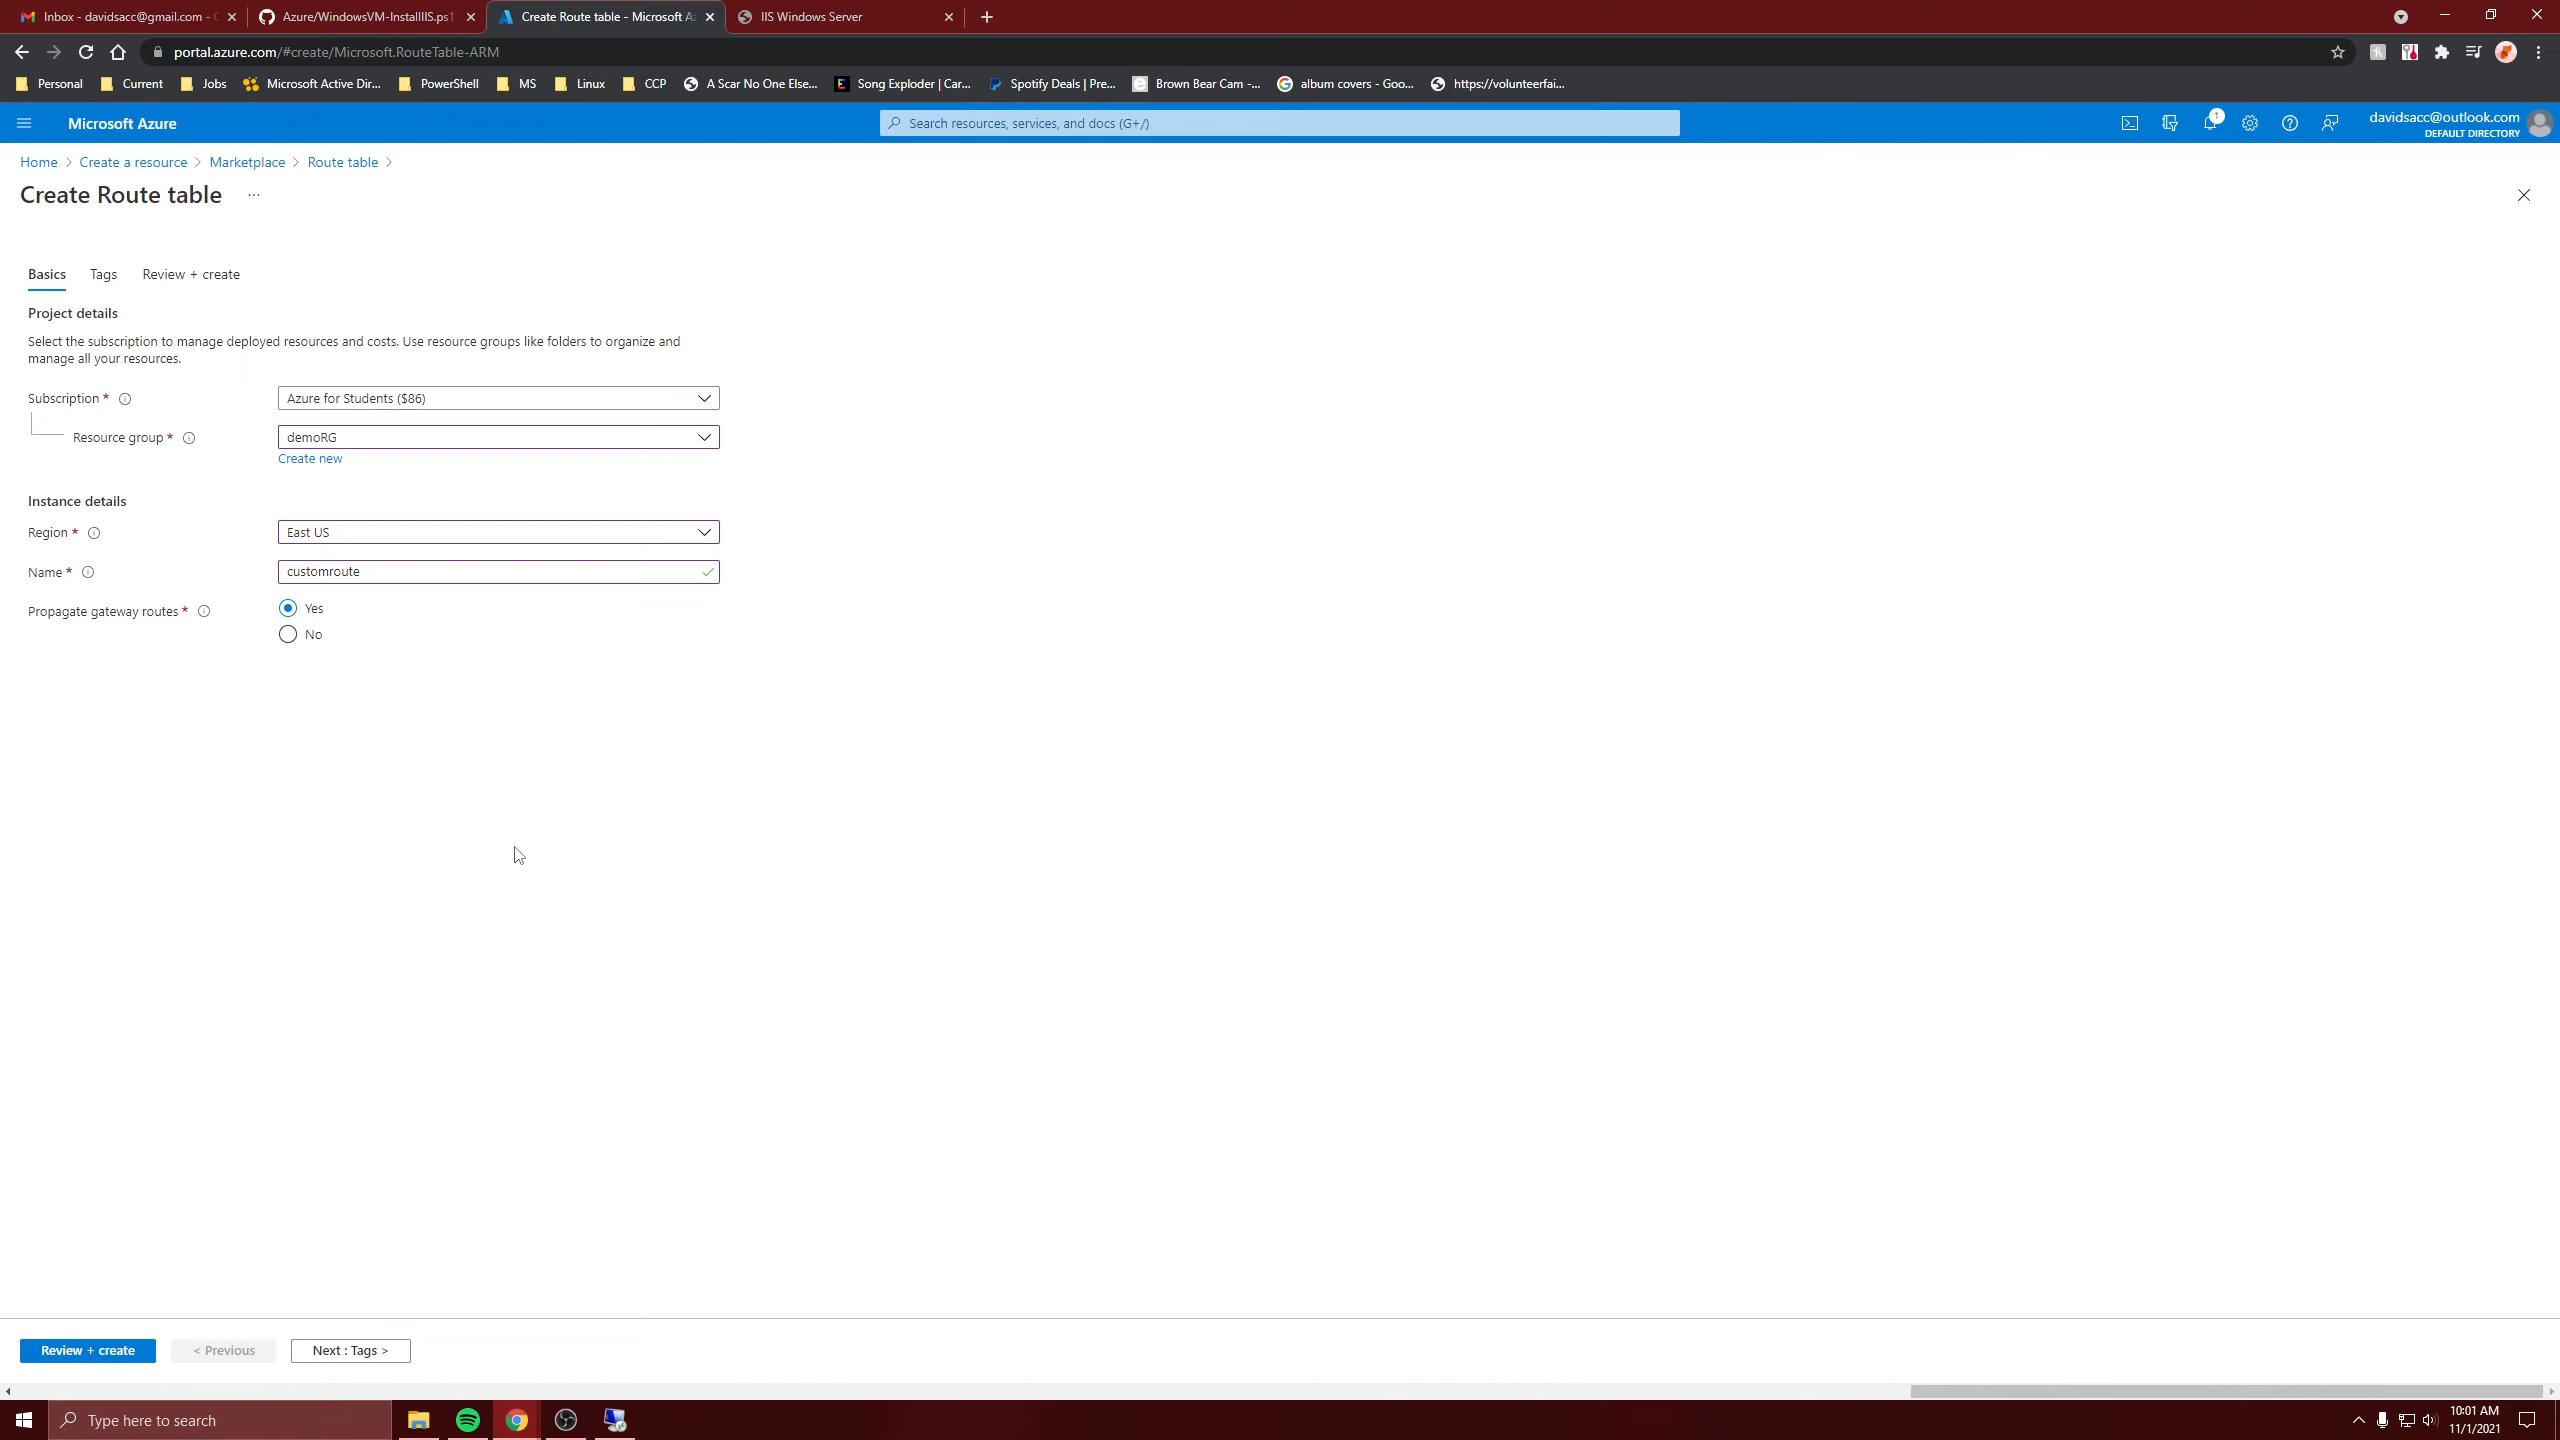 Inbox - davidsacc@gmail.com - G
Azure/WindowsVM-InstallIIS.ps1
Create Route table - Microsoft Az
IIS Windows Server
portal.azure.com/#create/Microsoft.RouteTable-ARM
Personal
Current
Jobs
Microsoft Active Dir...
PowerShell
MS
Linux
CCP
A Scar No One Else...
Song Exploder | Car...
Spotify Deals | Pre...
Brown Bear Cam -...
album covers - Goo...
https://volunteerfai...
Microsoft Azure
Search resources, services, and docs (G+/)
1
davidsacc@outlook.com
DEFAULT DIRECTORY
Home > Create a resource > Marketplace > Route table >
Create Route table ...
Basics
Tags
Review + create
Project details
Select the subscription to manage deployed resources and costs. Use resource groups like folders to organize and
manage all your resources.
Subscription *
Azure for Students ($86)
Resource group *
demoRG
Create new
Instance details
Region *
East US
Name *
customroute
Propagate gateway routes *
Yes
No
Review + create
< Previous
Next : Tags >
Type here to search
10:01 AM
11/1/2021